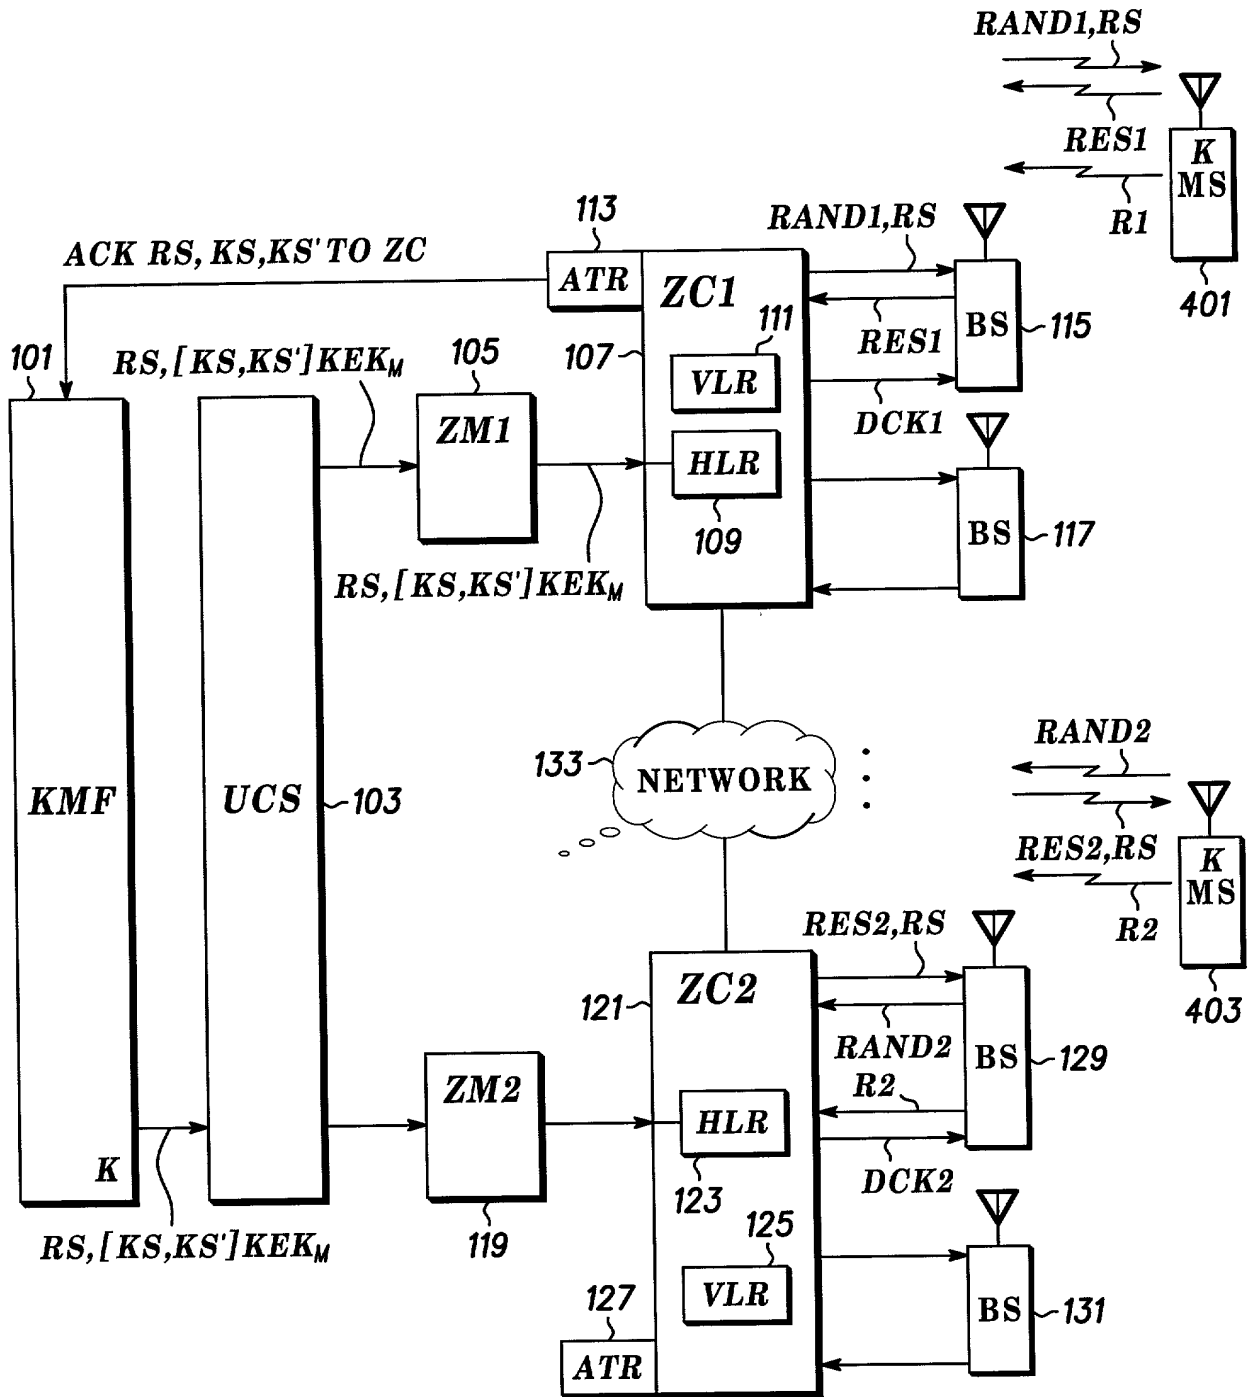 RAND1,RS
RES1
R1
K
MS
401
113
ACK RS, KS,KS' TO ZC
ATR
ZC1
RAND1,RS
BS
115
RES1
101
RS,[KS,KS']KEKM
105
107
111
VLR
DCK1
ZM1
HLR
109
BS
117
RS,[KS,KS']KEKM
133
NETWORK
RAND2
RES2,RS
R2
K
MS
403
KMF
UCS
103
RES2,RS
ZC2
121
RAND2
BS
129
R2
ZM2
HLR
123
DCK2
K
119
RS,[KS,KS']KEKM
125
VLR
BS
131
127
ATR